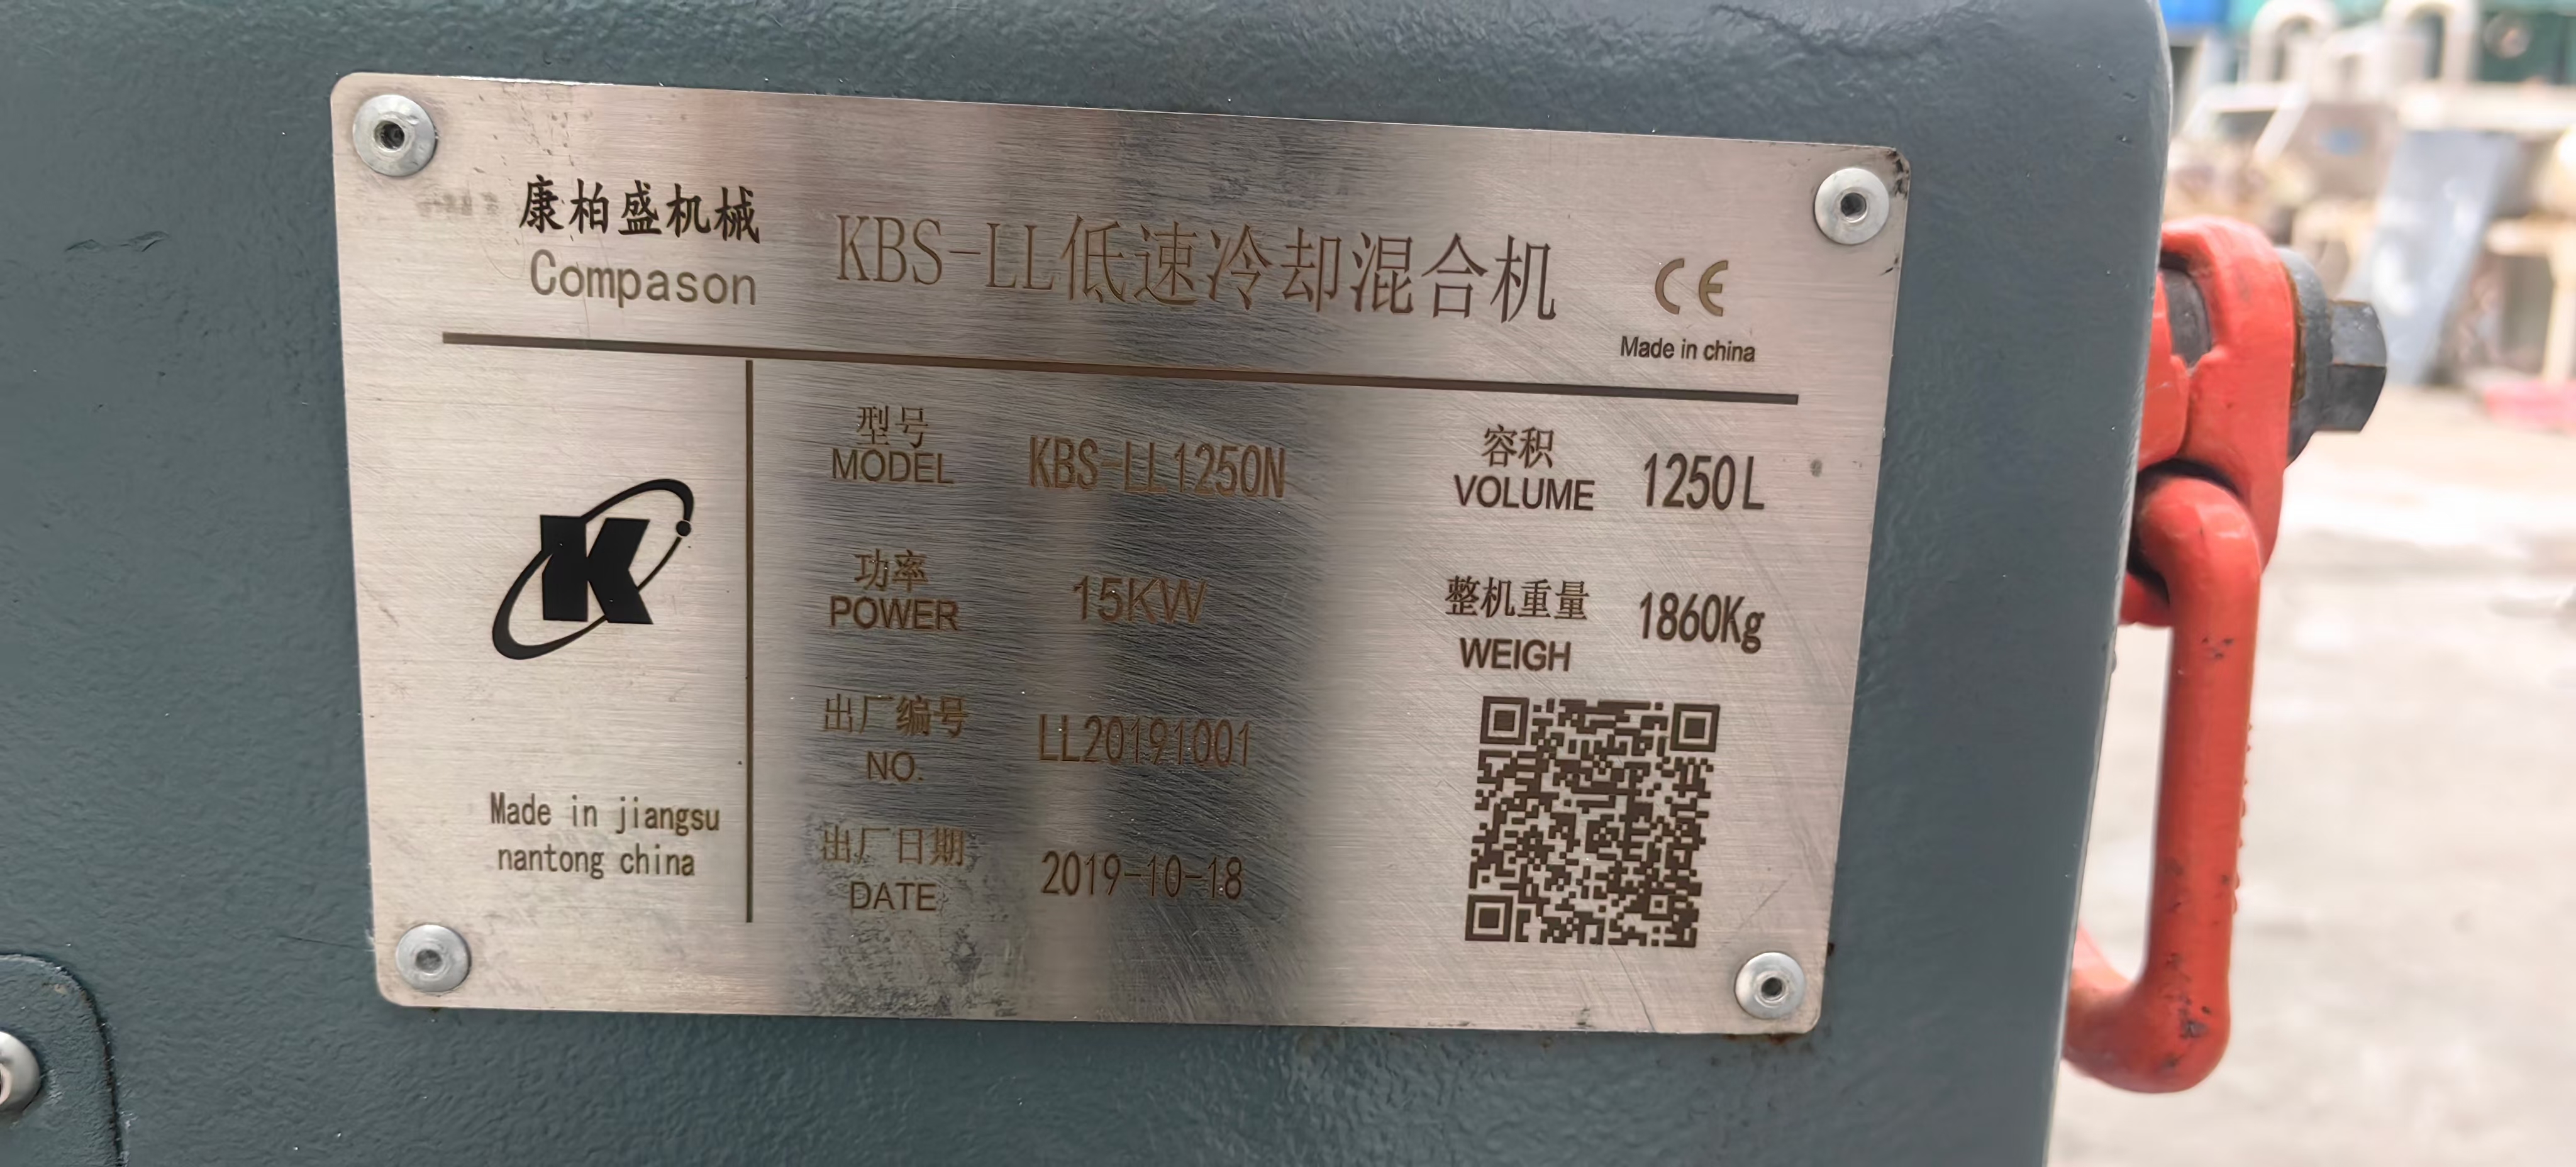 康柏盛机械
Compason
KBS-LL低速冷却混合机
CE
Made in china
K
Made in jiangsu
nantong china
型号
MODEL
KBS-LL1250N
容积
VOLUME
1250L
功率
POWER
15KW
整机重量
WEIGH
1860Kg
出厂编号
NO.
LL20191001
出厂日期
DATE
2019-10-18